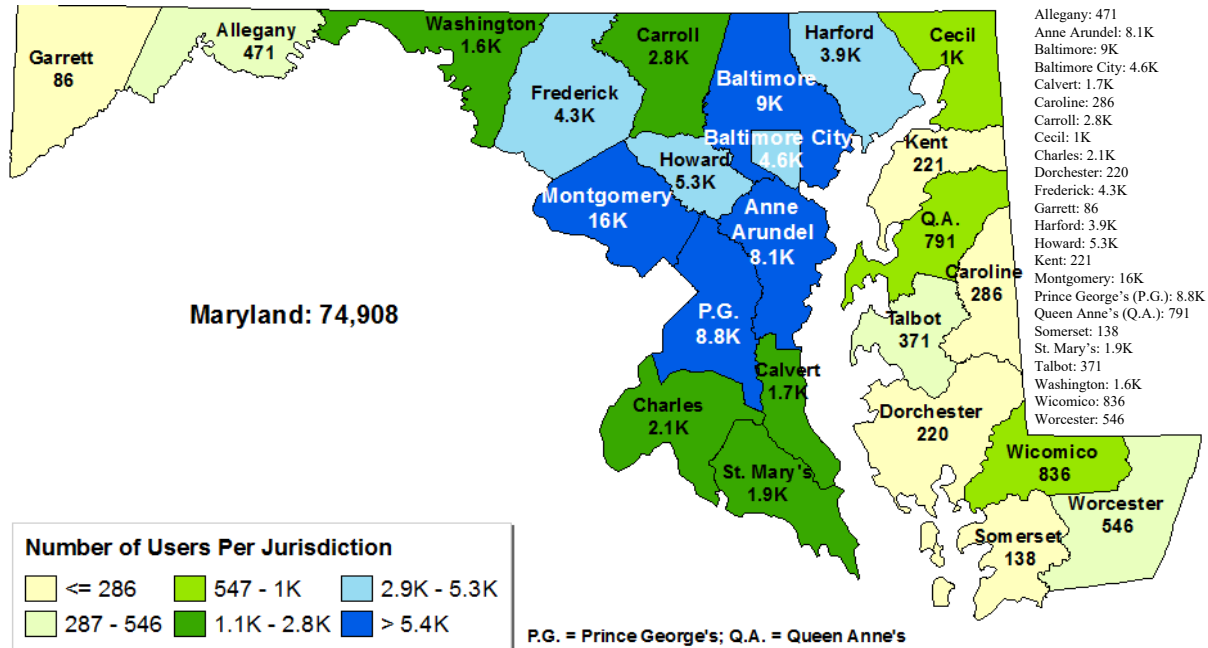 Garrett
86
Allegany
471
Washington
1.6K
Frederick
4.3K
Carroll
2.8K
Baltimore
9K
Harford
3.9K
Cecil
1K
Baltimore City
4.6K
Howard
5.3K
Montgomery
16K
Anne
Arundel
8.1K
Kent
221
Q.A.
791
Caroline
286
Talbot
371
P.G.
8.8K
Calvert
1.7K
Charles
2.1K
St. Mary's
1.9K
Dorchester
220
Wicomico
836
Worcester
546
Somerset
138
Maryland: 74,908
Allegany: 471
Anne Arundel: 8.1K
Baltimore: 9K
Baltimore City: 4.6K
Calvert: 1.7K
Caroline: 286
Carroll: 2.8K
Cecil: 1K
Charles: 2.1K
Dorchester: 220
Frederick: 4.3K
Garrett: 86
Harford: 3.9K
Howard: 5.3K
Kent: 221
Montgomery: 16K
Prince George’s (P.G.): 8.8K
Queen Anne’s (Q.A.): 791
Somerset: 138
St. Mary’s: 1.9K
Talbot: 371
Washington: 1.6K
Wicomico: 836
Worcester: 546
Number of Users Per Jurisdiction
<= 286
547 - 1K
2.9K - 5.3K
287 - 546
1.1K - 2.8K
> 5.4K
P.G. = Prince George's; Q.A. = Queen Anne's